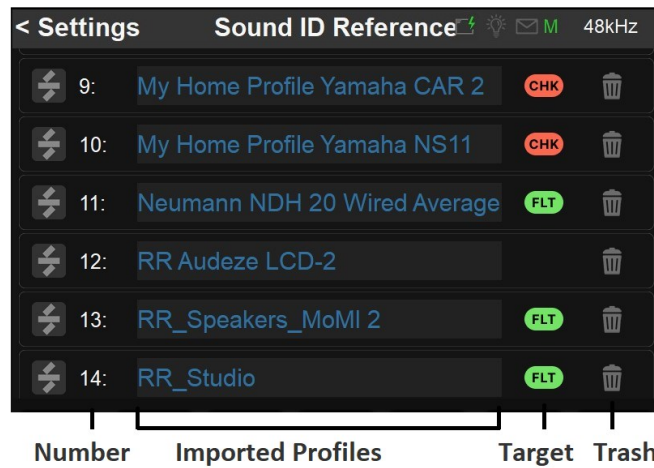 < Settings Sound ID Reference M 48kHz
9: My Home Profile Yamaha CAR 2 CHK
10: My Home Profile Yamaha NS11 CHK
11: Neumann NDH 20 Wired Average FLT
12: RR Audeze LCD-2
13: RR_Speakers_MoMI 2 FLT
14: RR_Studio FLT
Number Imported Profiles Target Trash